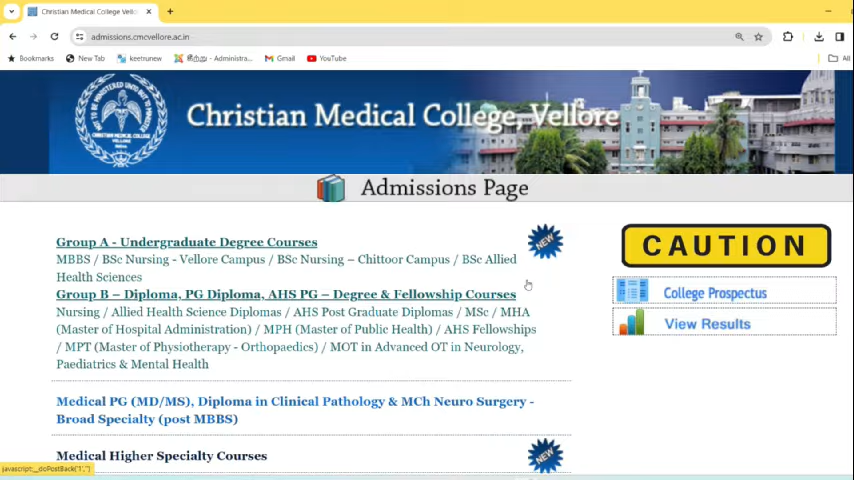 Christian Medical College Vello
admissions.cmcvellore.ac.in
Bookmarks
New Tab
keetrunew
- Administra...
Gmail
YouTube
All
CHRISTIAN MEDICAL COLLEGE
VELLORE
Christian Medical College, Vellore
Admissions Page
Group A - Undergraduate Degree Courses
MBBS / BSc Nursing - Vellore Campus / BSc Nursing – Chittoor Campus / BSc Allied
Health Sciences
NEW
CAUTION
College Prospectus
View Results
Group B – Diploma, PG Diploma, AHS PG – Degree & Fellowship Courses
Nursing / Allied Health Science Diplomas / AHS Post Graduate Diplomas / MSc / MHA
(Master of Hospital Administration) / MPH (Master of Public Health) / AHS Fellowships
/ MPT (Master of Physiotherapy - Orthopaedics) / MOT in Advanced OT in Neurology,
Paediatrics & Mental Health
Medical PG (MD/MS), Diploma in Clinical Pathology & MCh Neuro Surgery -
Broad Specialty (post MBBS)
Medical Higher Specialty Courses
NEW
javascript:__doPostBack('1','')